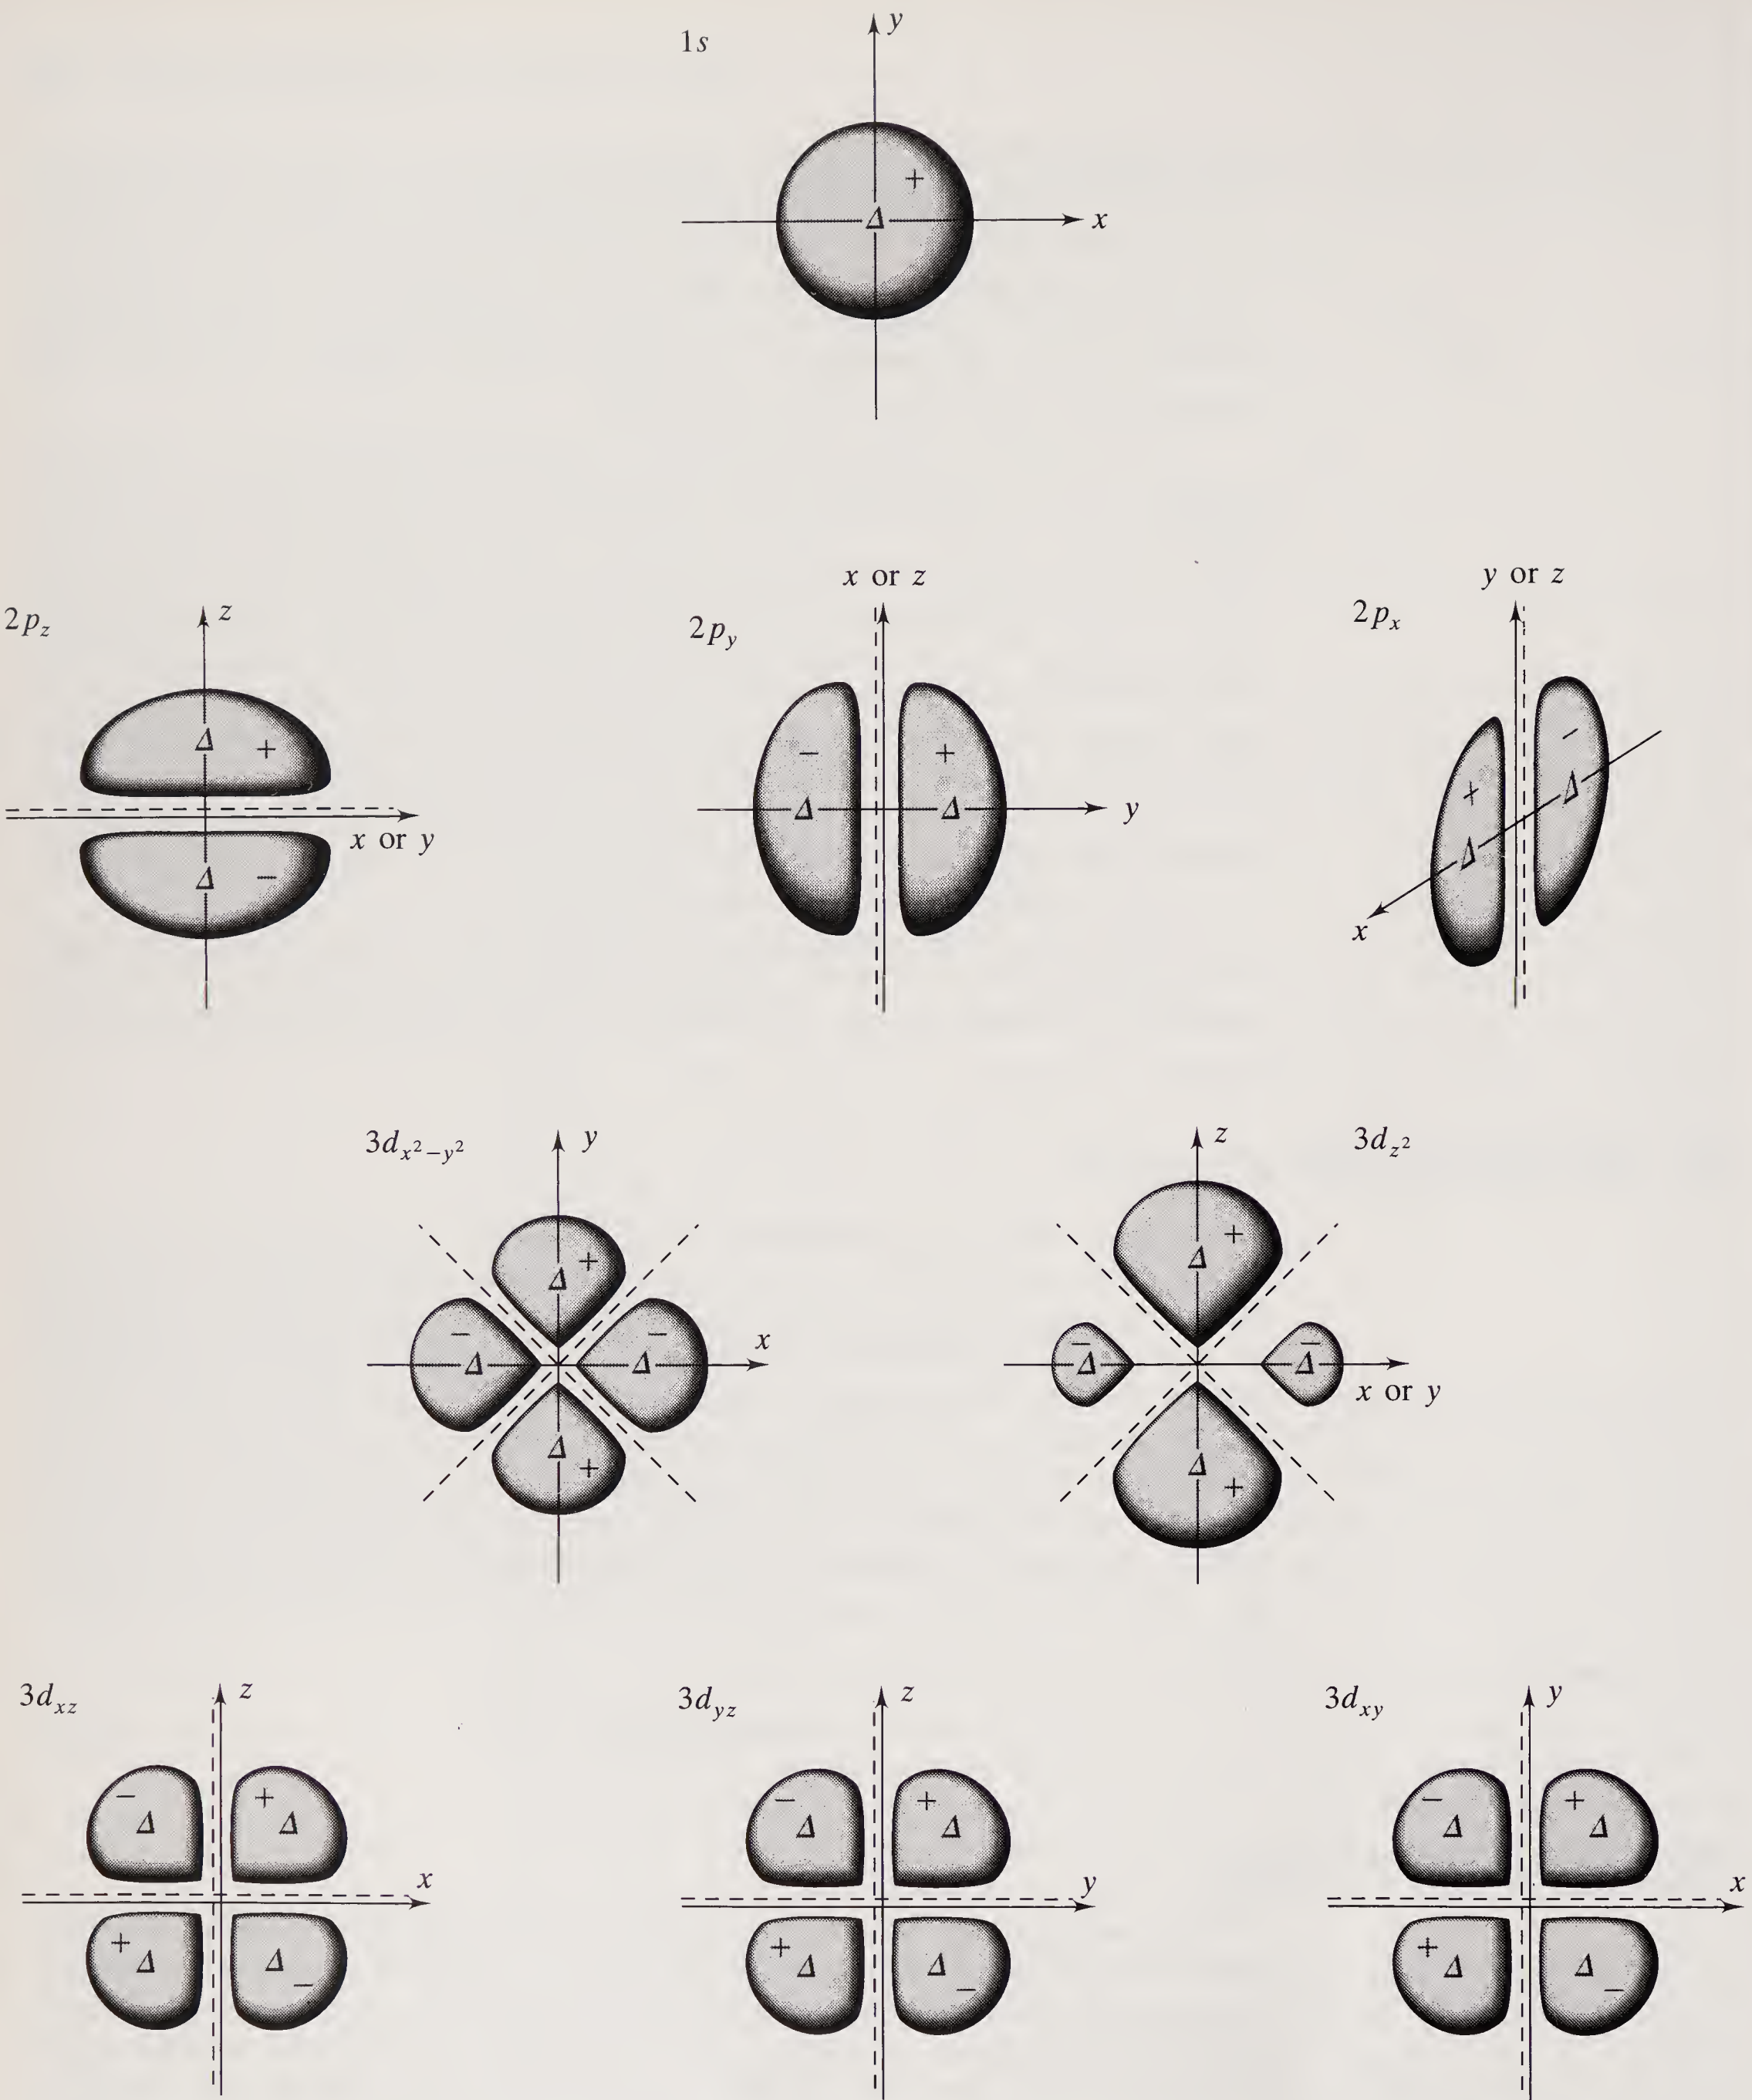 1s
y
+
Δ
x
2p_z
z
Δ +
x or y
Δ −
2p_y
x or z
− +
Δ Δ
y
2p_x
y or z
−
+
Δ
Δ
x
3d_{x²−y²}
y
+
Δ
x
− −
Δ Δ
Δ
+
3d_{z²}
z
+
Δ
− −
Δ Δ
x or y
Δ
+
3d_{xz}
z
− +
Δ Δ
x
+
Δ Δ
−
3d_{yz}
z
− +
Δ Δ
y
+
Δ Δ
−
3d_{xy}
y
− +
Δ Δ
x
+
Δ Δ
−